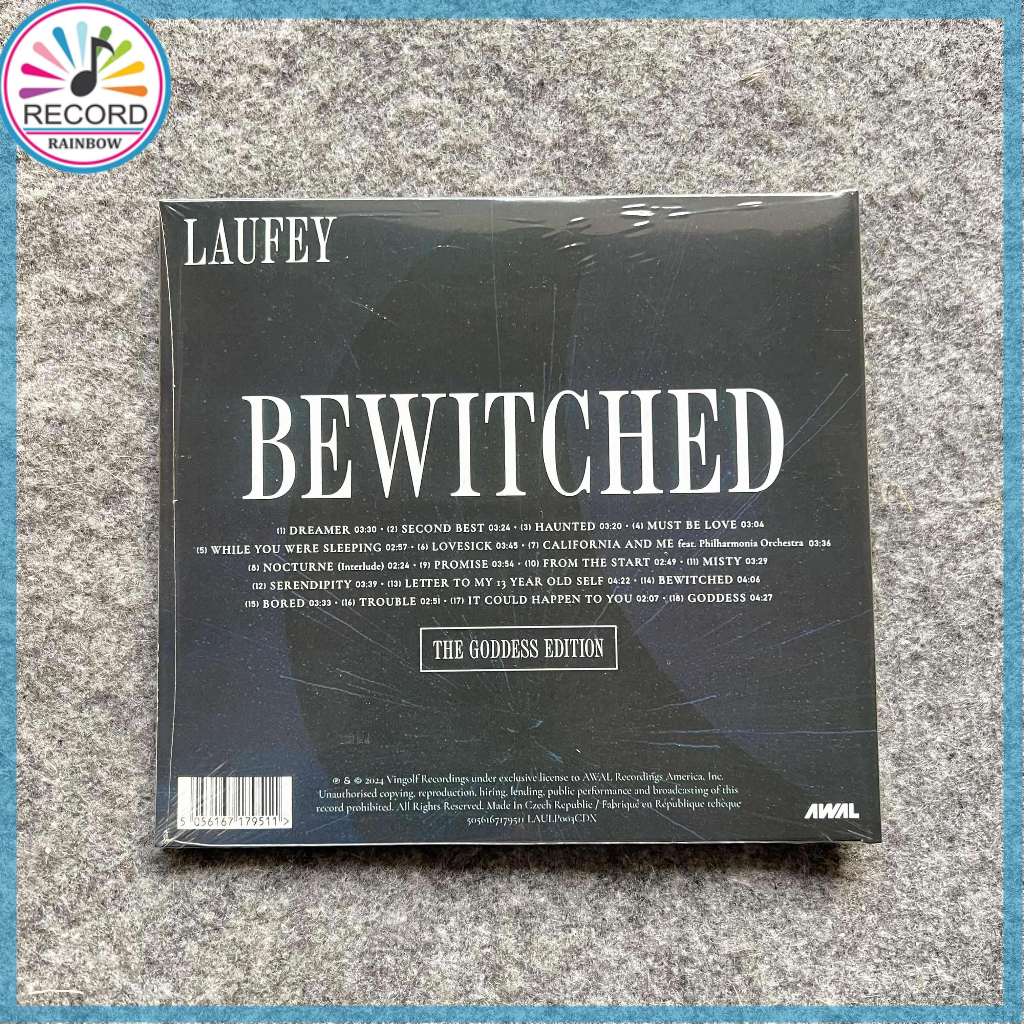 RECORD
RAINBOW
LAUFEY
BEWITCHED
(1) DREAMER 03:30 • (2) SECOND BEST 03:24 • (3) HAUNTED 03:20 • (4) MUST BE LOVE 03:04
(5) WHILE YOU WERE SLEEPING 02:57 • (6) LOVESICK 03:45 • (7) CALIFORNIA AND ME feat. Philharmonia Orchestra 03:36
(8) NOCTURNE (Interlude) 02:24 • (9) PROMISE 03:54 • (10) FROM THE START 02:49 • (11) MISTY 03:29
(12) SERENDIPITY 03:39 • (13) LETTER TO MY 13 YEAR OLD SELF 04:22 • (14) BEWITCHED 04:06
(15) BORED 03:33 • (16) TROUBLE 02:51 • (17) IT COULD HAPPEN TO YOU 02:07 • (18) GODDESS 04:27
THE GODDESS EDITION
℗ & © 2024 Vingolf Recordings under exclusive license to AWAL Recordings America, Inc.
Unauthorised copying, reproduction, hiring, lending, public performance and broadcasting of this
record prohibited. All Rights Reserved. Made In Czech Republic / Fabriqué en République tchèque
5056167179511 LAULP003CDX
5 056167 179511 >
AWAL